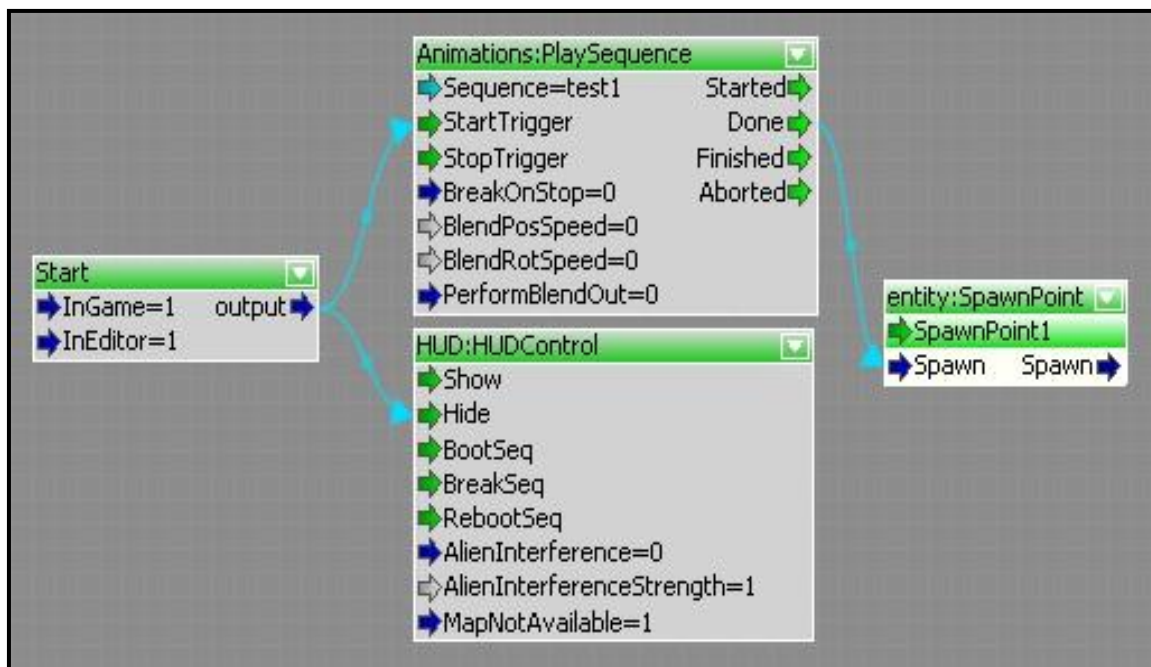 Animations:PlaySequence
Sequence=test1 Started
StartTrigger Done
StopTrigger Finished
BreakOnStop=0 Aborted
BlendPosSpeed=0
BlendRotSpeed=0
PerformBlendOut=0
Start
InGame=1 output
InEditor=1
HUD:HUDControl
Show
Hide
BootSeq
BreakSeq
RebootSeq
AlienInterference=0
AlienInterferenceStrength=1
MapNotAvailable=1
entity:SpawnPoint
SpawnPoint1
Spawn Spawn